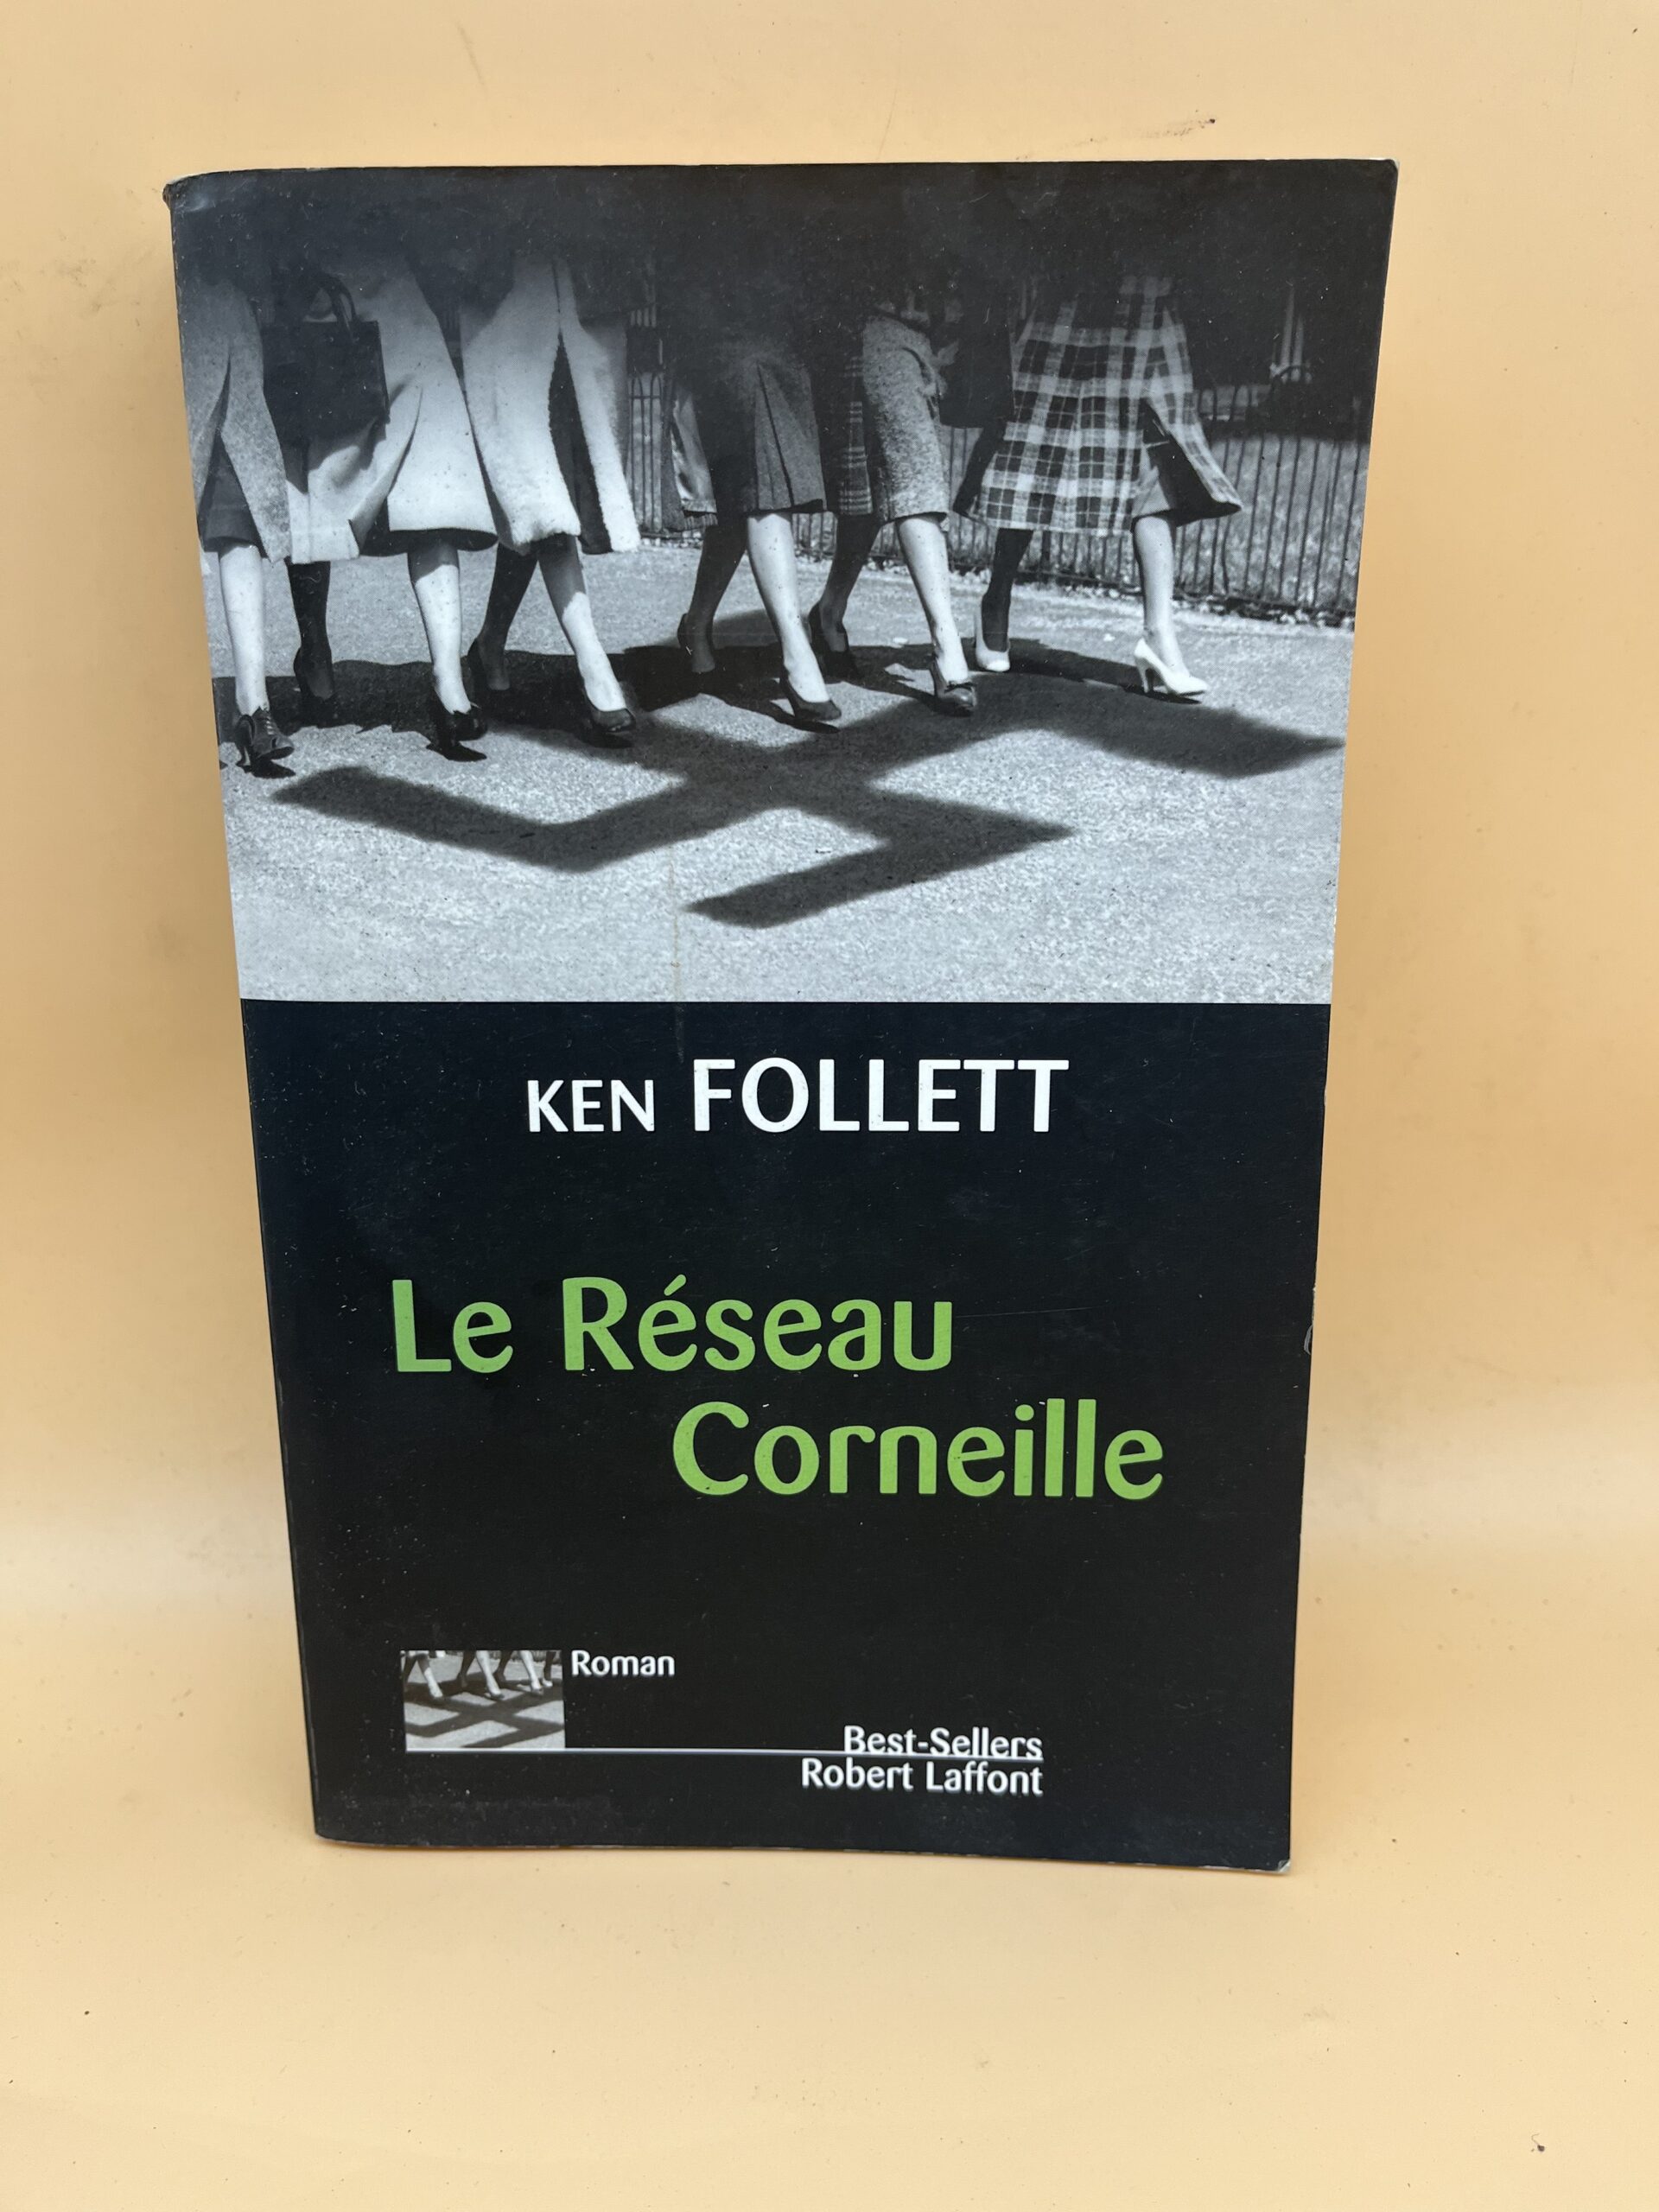 KEN FOLLETT
Le Réseau
Corneille
Roman
Best-Sellers
Robert Laffont